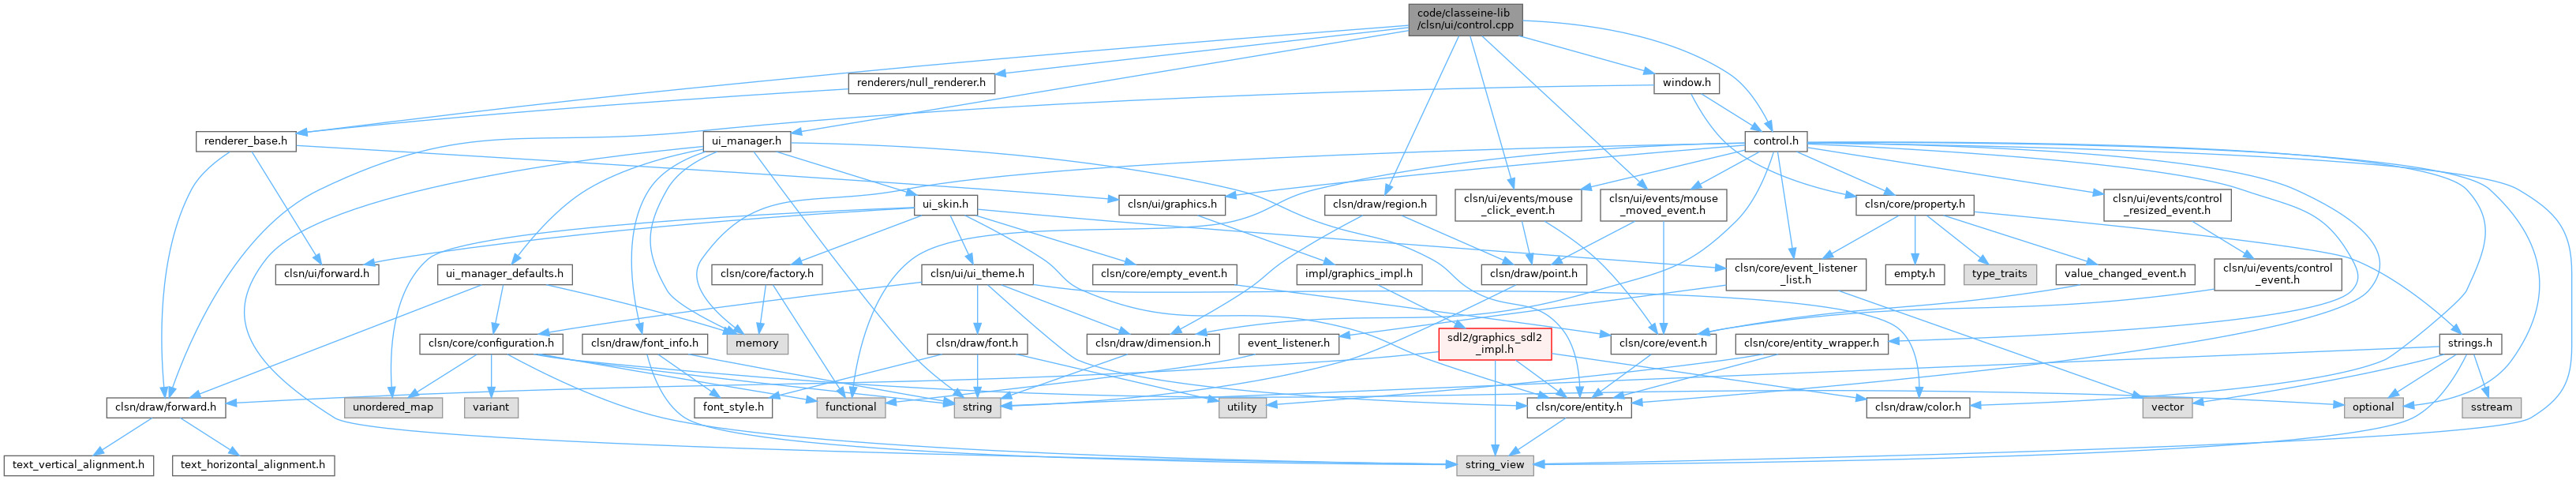 code/classeine-lib
/clsn/ui/control.cpp
renderers/null_renderer.h
window.h
renderer_base.h
ui_manager.h
control.h
ui_skin.h
clsn/ui/graphics.h
clsn/draw/region.h
clsn/ui/events/mouse
_click_event.h
clsn/ui/events/mouse
_moved_event.h
clsn/core/property.h
clsn/ui/events/control
_resized_event.h
clsn/ui/forward.h
ui_manager_defaults.h
clsn/core/factory.h
clsn/ui/ui_theme.h
clsn/core/empty_event.h
impl/graphics_impl.h
clsn/draw/point.h
clsn/core/event_listener
_list.h
empty.h
type_traits
value_changed_event.h
clsn/ui/events/control
_event.h
clsn/core/configuration.h
clsn/draw/font_info.h
memory
clsn/draw/font.h
clsn/draw/dimension.h
event_listener.h
sdl2/graphics_sdl2
_impl.h
clsn/core/event.h
clsn/core/entity_wrapper.h
strings.h
clsn/draw/forward.h
unordered_map
variant
font_style.h
functional
string
utility
clsn/core/entity.h
clsn/draw/color.h
vector
optional
sstream
text_vertical_alignment.h
text_horizontal_alignment.h
string_view